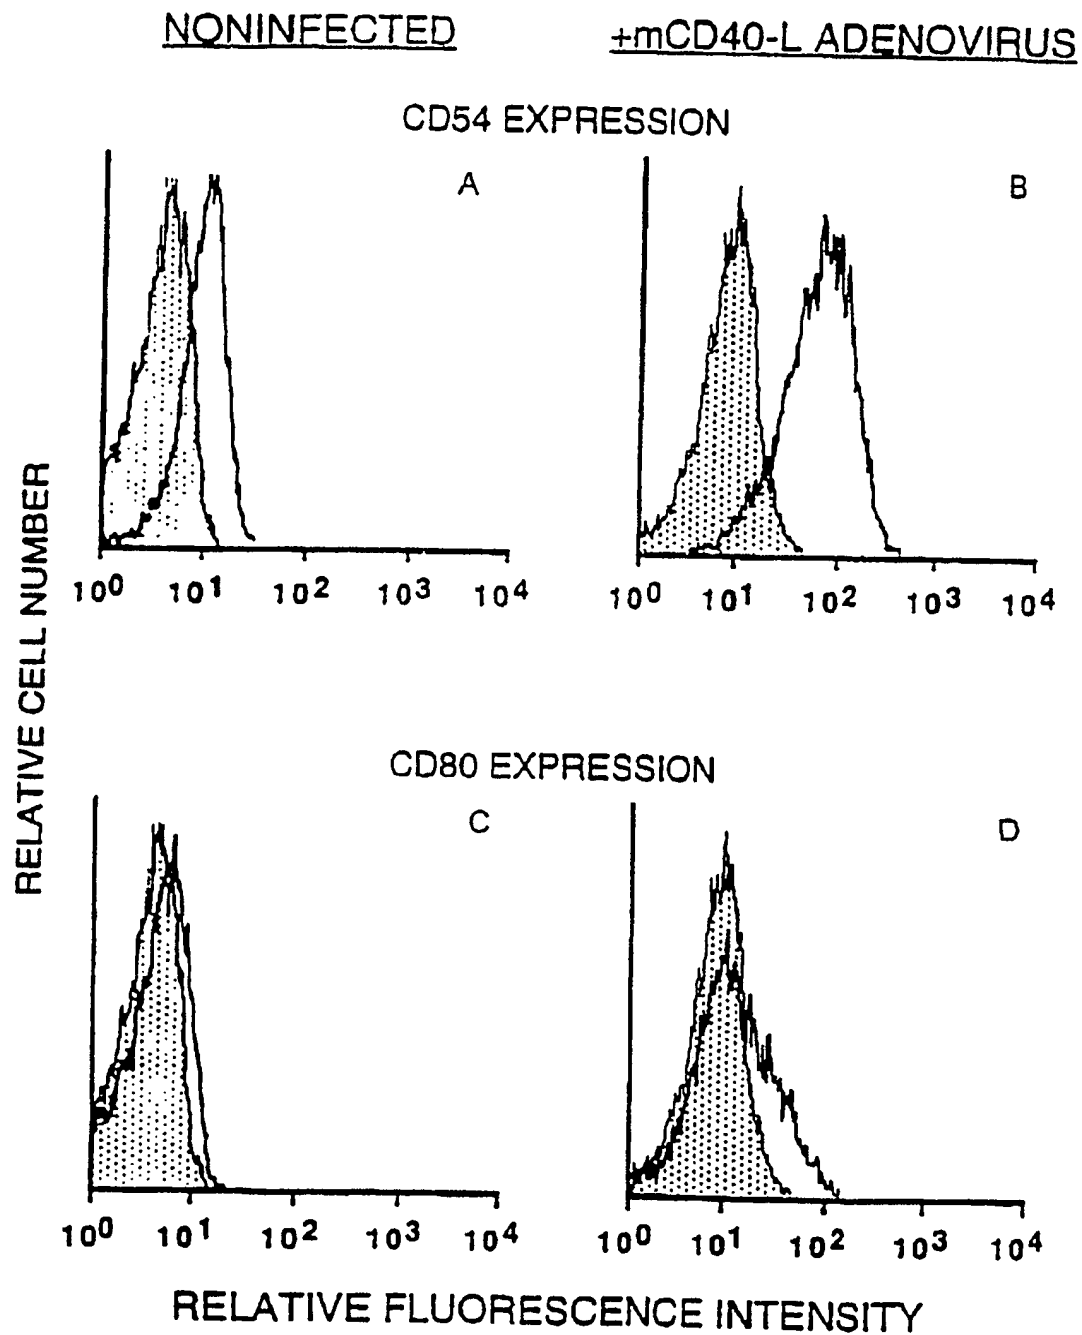 NONINFECTED
+mCD40-L ADENOVIRUS
CD54 EXPRESSION
A
B
10⁰ 10¹ 10² 10³ 10⁴
10⁰ 10¹ 10² 10³ 10⁴
RELATIVE CELL NUMBER
CD80 EXPRESSION
C
D
10⁰ 10¹ 10² 10³ 10⁴
10⁰ 10¹ 10² 10³ 10⁴
RELATIVE FLUORESCENCE INTENSITY